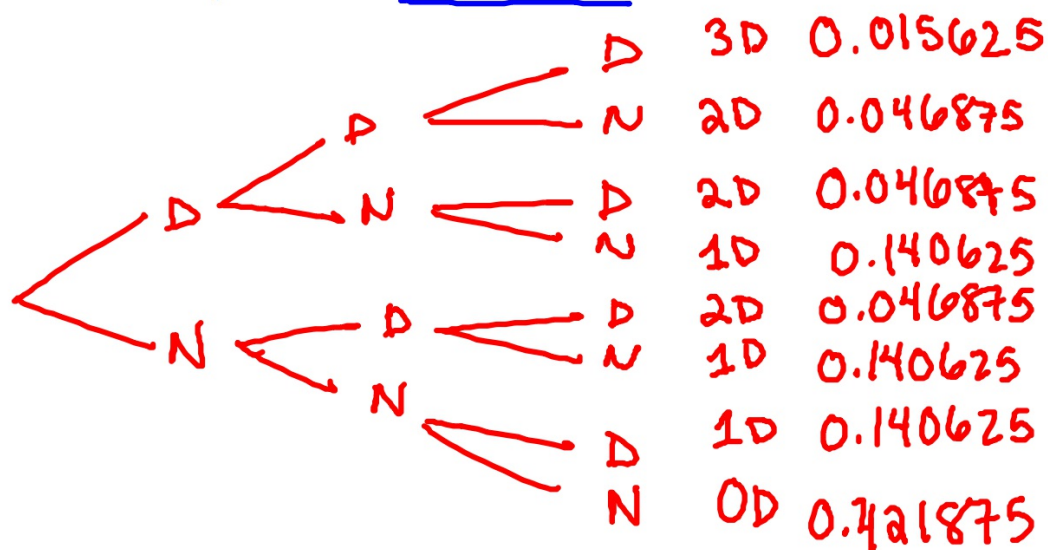 D 3D 0.015625
D
N 2D 0.046875
D 2D 0.046875
D N
N 1D 0.140625
D 2D 0.046875
D
N N 1D 0.140625
N
D 1D 0.140625
N 0D 0.421875